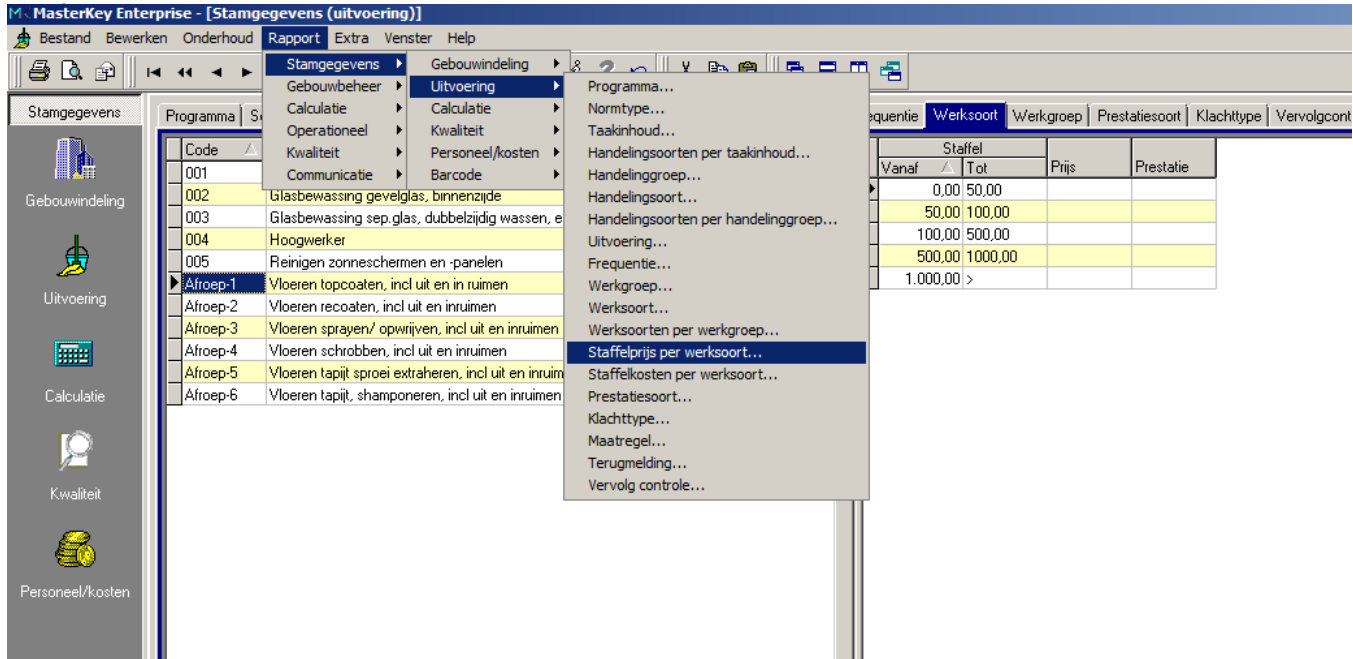 MasterKey Enterprise - [Stamgegevens (uitvoering)]
Bestand Bewerken Onderhoud Rapport Extra Venster Help
Stamgegevens
Gebouwindeling
Uitvoering
Calculatie
Kwaliteit
Personeel/kosten
Stamgegevens
Gebouwbeheer
Calculatie
Operationeel
Kwaliteit
Communicatie
Gebouwindeling
Uitvoering
Calculatie
Kwaliteit
Personeel/kosten
Barcode
Programma...
Normtype...
Taakinhoud...
Handelingsoorten per taakinhoud...
Handelinggroep...
Handelingsoort...
Handelingsoorten per handelinggroep...
Uitvoering...
Frequentie...
Werkgroep...
Werksoort...
Werksoorten per werkgroep...
Staffelprijs per werksoort...
Staffelkosten per werksoort...
Prestatiesoort...
Klachttype...
Maatregel...
Terugmelding...
Vervolg controle...
Programma S equentie Werksoort Werkgroep Prestatiesoort Klachttype Vervolgcont
Code
001
002 Glasbewassing gevelglas, binnenzijde
003 Glasbewassing sep.glas, dubbelzijdig wassen, e
004 Hoogwerker
005 Reinigen zonneschermen en -panelen
Afroep-1 Vloeren topcoaten, incl uit en in ruimen
Afroep-2 Vloeren recoaten, incl uit en inruimen
Afroep-3 Vloeren sprayen/ opwrijven, incl uit en inruimen
Afroep-4 Vloeren schrobben, incl uit en inruimen
Afroep-5 Vloeren tapijt sproei extraheren, incl uit en inruim
Afroep-6 Vloeren tapijt, shamponeren, incl uit en inruimen
Staffel
Vanaf Tot Prijs Prestatie
0,00 50,00
50,00 100,00
100,00 500,00
500,00 1000,00
1.000,00 >